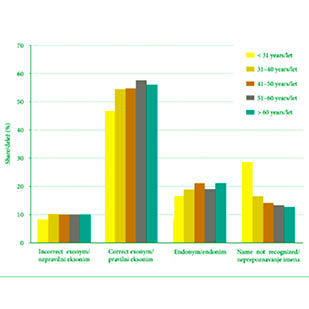 70
60
50
40
30
20
10
0
Share/delež (%)
< 31 years/let
31–40 years/let
41–50 years/let
51–60 years/let
> 60 years/let
Incorrect exonym/
nepravilni eksonim
Correct exonym/
pravilni eksonim
Endonym/endonim
Name not recognized/
neprepoznavanje imena